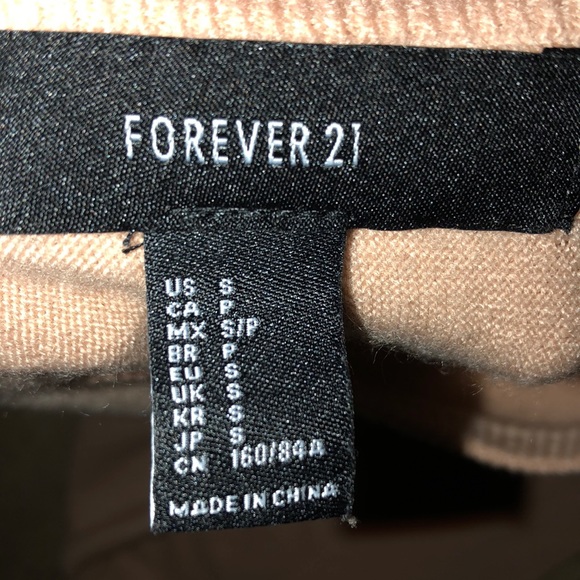 FOREVER 21
US S
CA P
MX S/P
BR P
EU S
UK S
KR S
JP S
CN 160/84A
MADE IN CHINA